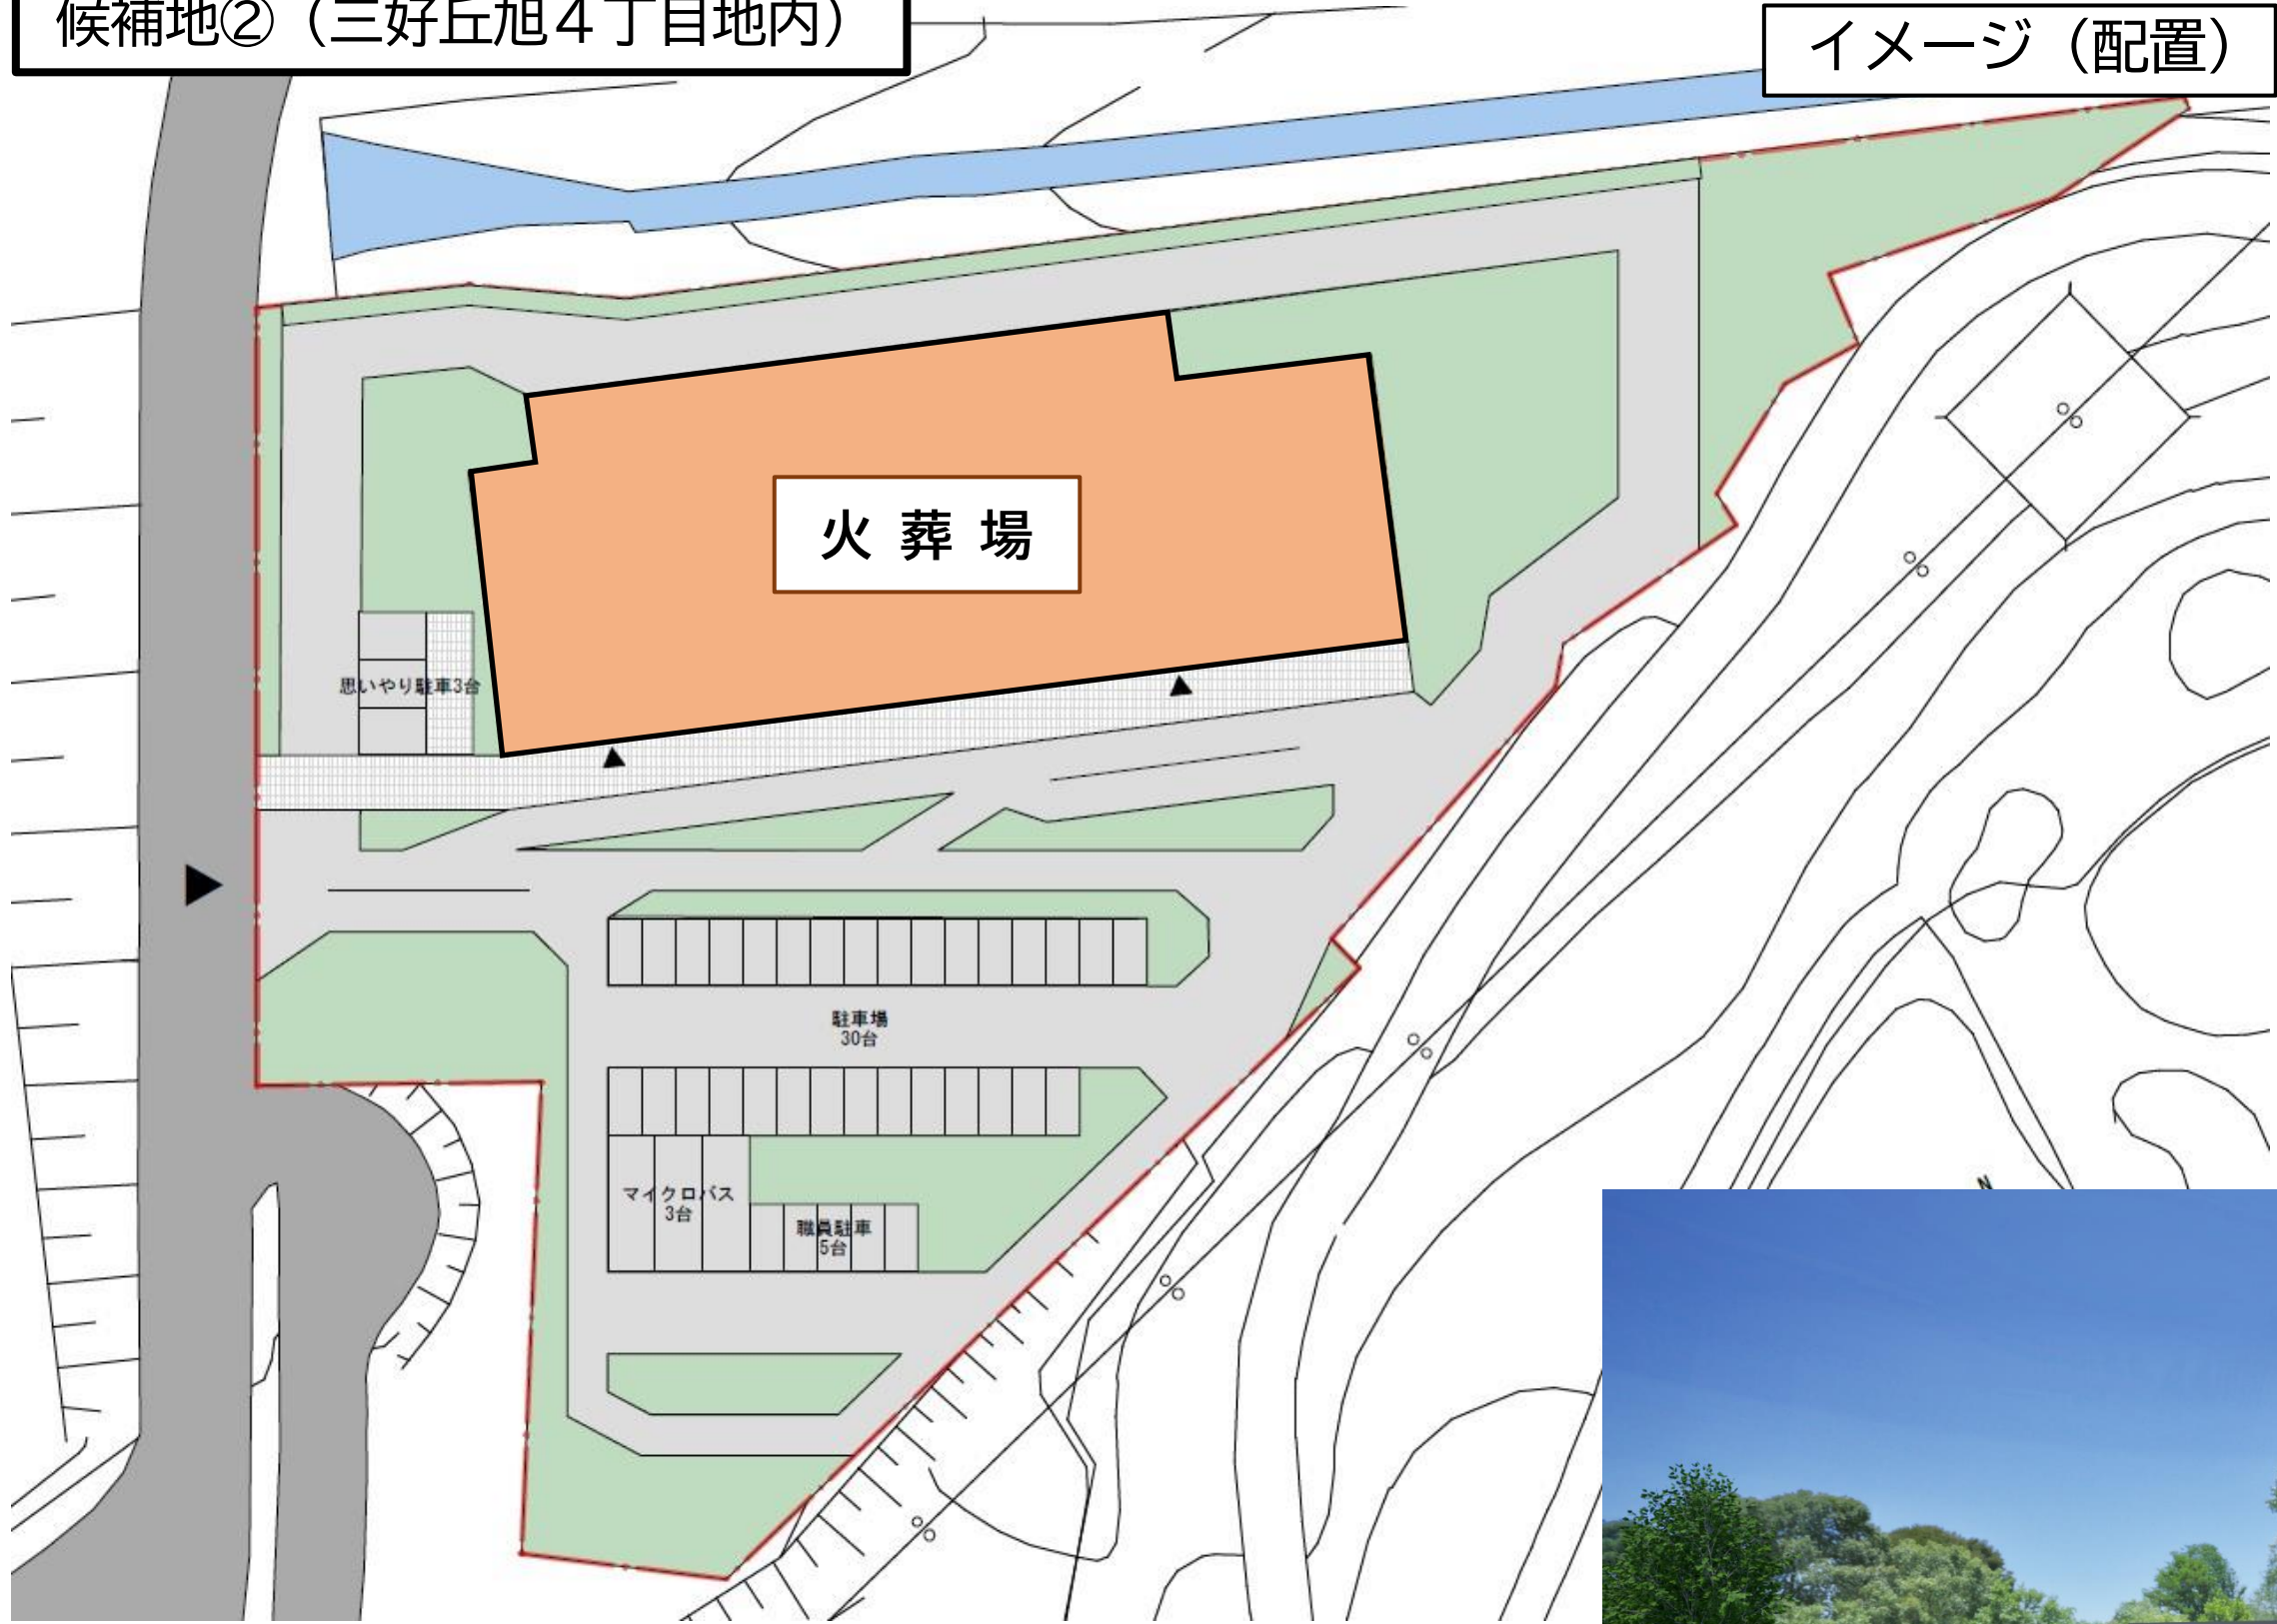 候補地②（三好丘旭４丁目地内）
イメージ（配置）
火 葬 場
思いやり駐車3台
駐車場
30台
マイクロバス
3台
職員駐車
5台
N